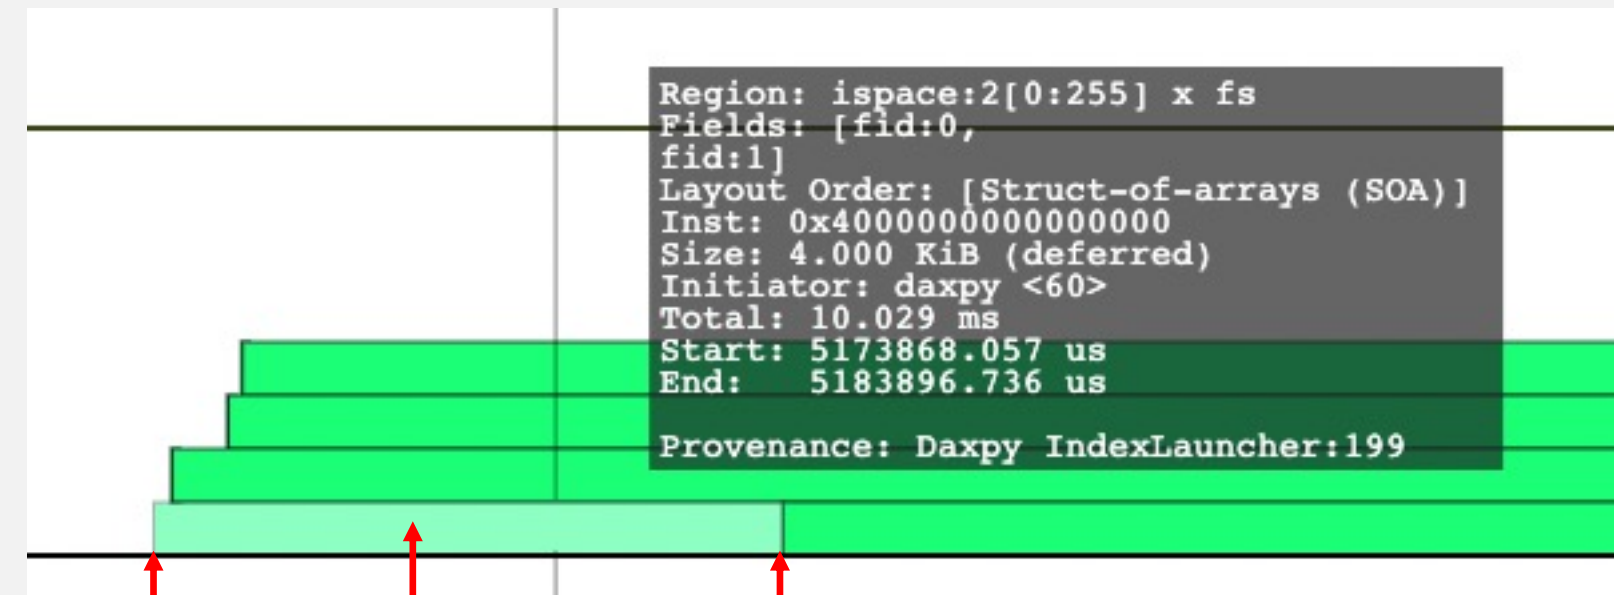 Region: ispace:2[0:255] x fs
Fields: [fid:0,
fid:1]
Layout Order: [Struct-of-arrays (SOA)]
Inst: 0x4000000000000000
Size: 4.000 KiB (deferred)
Initiator: daxpy <60>
Total: 10.029 ms
Start: 5173868.057 us
End:   5183896.736 us
Provenance: Daxpy IndexLauncher:199